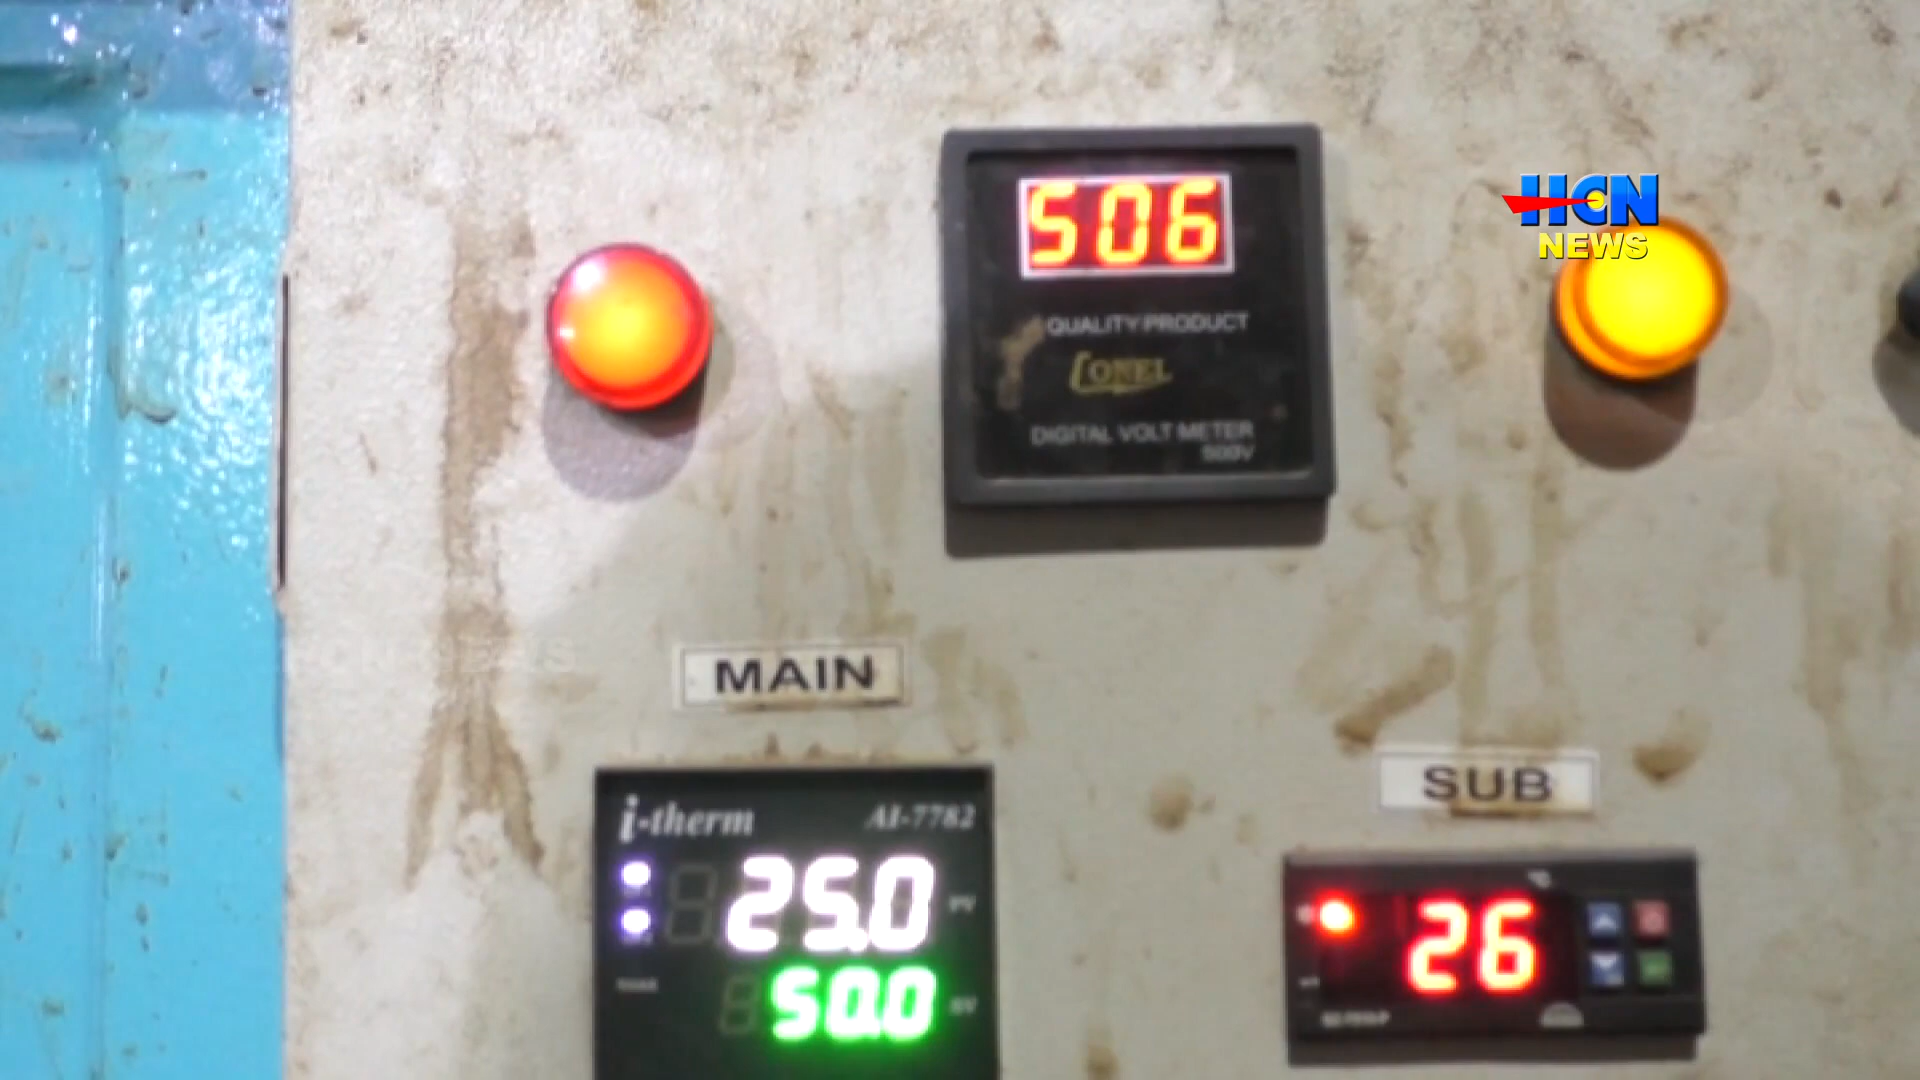 506
HCN
NEWS
QUALITY PRODUCT
CONEL
DIGITAL VOLT METER
500V
MAIN
SUB
i-therm AI-7782
25.0 PV
50.0 SV
°C
26